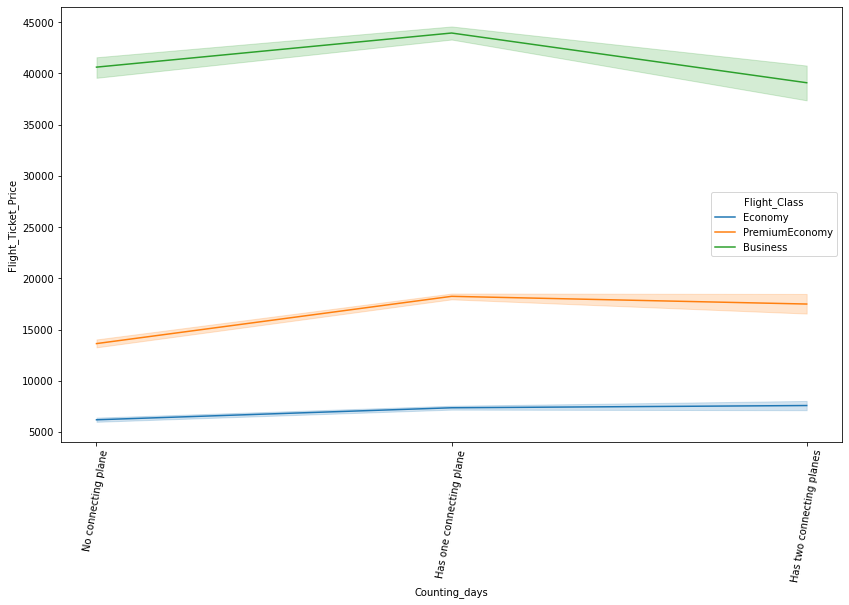 45000
40000
35000
30000
25000
20000
15000
10000
5000
Flight_Ticket_Price
Flight_Class
Economy
PremiumEconomy
Business
No connecting plane
Has one connecting plane
Has two connecting planes
Counting_days